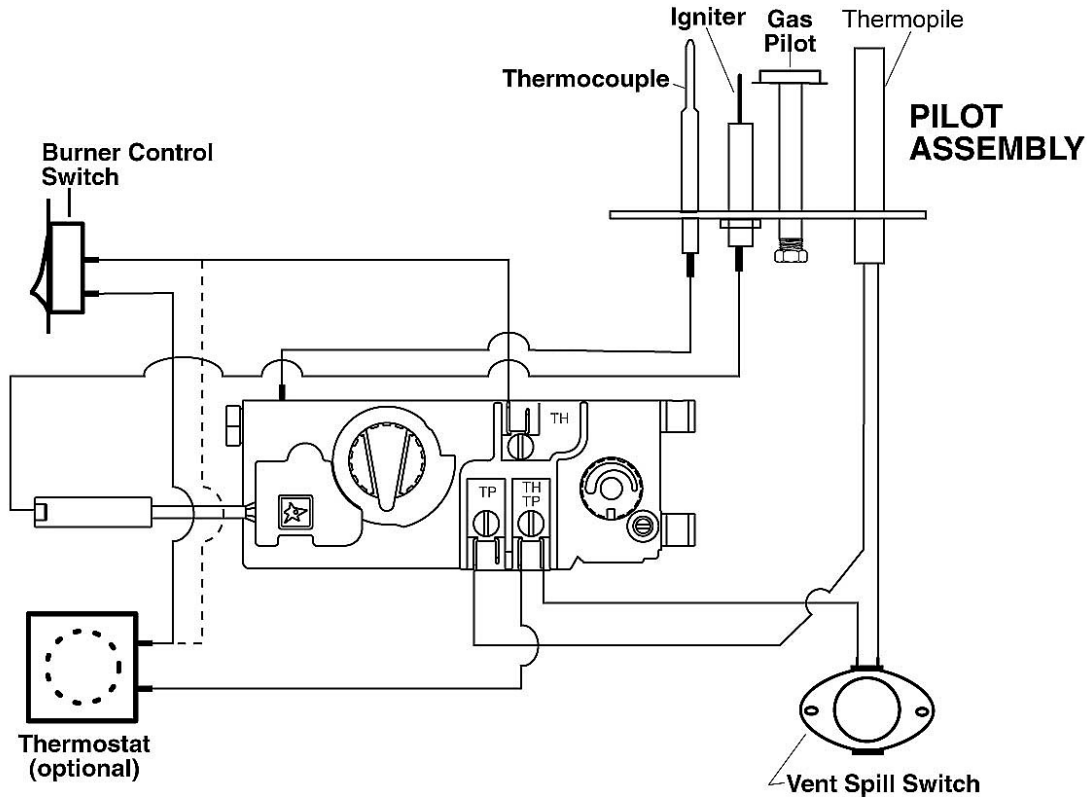 Igniter
Gas
Pilot
Thermopile
Thermocouple
PILOT
ASSEMBLY
Burner Control
Switch
TH
TP
TH
TP
Thermostat
(optional)
Vent Spill Switch